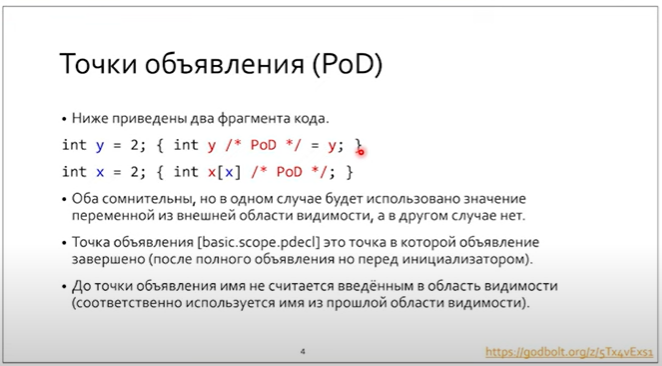 Точки объявления (PoD)
• Ниже приведены два фрагмента кода.
int y = 2; { int y /* PoD */ = y; }
int x = 2; { int x[x] /* PoD */; }
• Оба сомнительны, но в одном случае будет использовано значение
переменной из внешней области видимости, а в другом случае нет.
• Точка объявления [basic.scope.pdecl] это точка в которой объявление
завершено (после полного объявления но перед инициализатором).
• До точки объявления имя не считается введённым в область видимости
(соответственно используется имя из прошлой области видимости).
4
https://godbolt.org/z/5Tx4vExs1